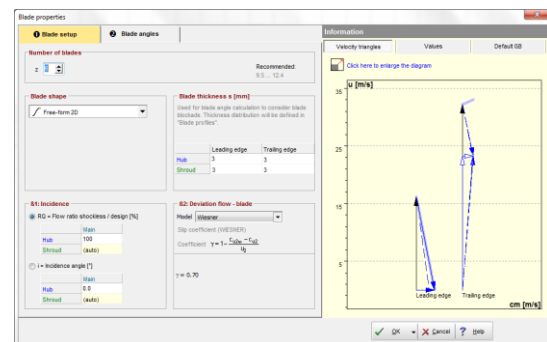 Blade properties
1 Blade setup
2 Blade angles
Number of blades
z
Recommended:
9.5 ... 12.4
Blade shape
Free-form 2D
Blade thickness s [mm]
Used for blade angle calculation to consider blade
blockade. Thickness distribution will be defined in
"Blade profiles".
Leading edge Trailing edge
Hub 3 3
Shroud 3 3
ß1: Incidence
RQ = Flow ratio shockless / design [%]
Main
Hub 100
Shroud (auto)
i = Incidence angle [°]
Main
Hub 0.0
Shroud (auto)
ß2: Deviation flow - blade
Model Wiesner
Slip coefficient (WIESNER)
Coefficient
γ = 0.70
Information
Velocity triangles Values Default ßB
Click here to enlarge the diagram
u [m/s]
35
25
15
5
Leading edge Trailing edge
cm [m/s]
OK Cancel ? Help